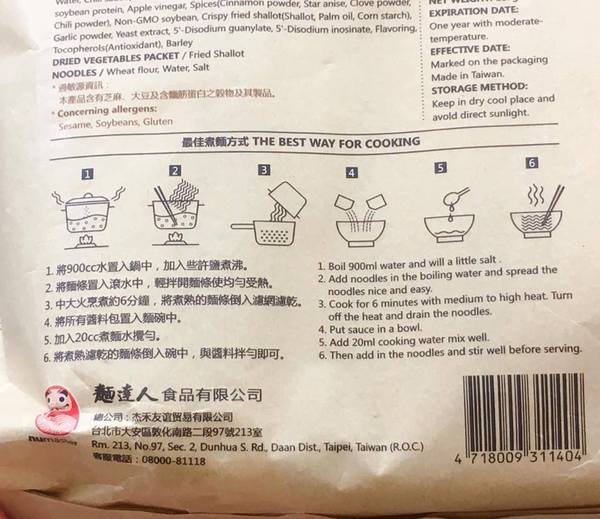 soybean protein, Apple vinegar, Spices(Cinnamon powder, Star anise, Clove powder,
Chili powder), Non-GMO soybean, Crispy fried shallot(Shallot, Palm oil, Corn starch),
Garlic powder, Yeast extract, 5'-Disodium guanylate, 5'-Disodium inosinate, Flavoring,
Tocopherols(Antioxidant), Barley
DRIED VEGETABLES PACKET / Fried Shallot
NOODLES / Wheat flour, Water, Salt
*過敏源資訊:
本產品含有芝麻、大豆及含麵筋蛋白之穀物及其製品。
*Concerning allergens:
Sesame, Soybeans, Gluten
EXPIRATION DATE:
One year with moderate-
temperature.
EFFECTIVE DATE:
Marked on the packaging
Made in Taiwan.
STORAGE METHOD:
Keep in dry cool place and
avoid direct sunlight.
最佳煮麵方式 THE BEST WAY FOR COOKING
1 2 3 4 5 6
1. 將900cc水置入鍋中，加入些許鹽煮沸。
2. 將麵條置入滾水中，輕拌開麵條使均勻受熱。
3. 中大火烹煮約6分鐘，將煮熟的麵條倒入濾網濾乾。
4. 將所有醬料包置入麵碗中。
5. 加入20cc煮麵水攪勻。
6. 將煮熟濾乾的麵條倒入碗中，與醬料拌勻即可。
1. Boil 900ml water and will a little salt .
2. Add noodles in the boiling water and spread the
noodles nice and easy.
3. Cook for 6 minutes with medium to high heat. Turn
off the heat and drain the noodles.
4. Put sauce in a bowl.
5. Add 20ml cooking water mix well.
6. Then add in the noodles and stir well before serving.
麵達人食品有限公司
總公司：杰禾友誼貿易有限公司
台北市大安區敦化南路二段97號213室
Rm. 213, No.97, Sec. 2, Dunhua S. Rd., Daan Dist., Taipei, Taiwan (R.O.C.)
客服電話：08000-81118
4 718009 311404